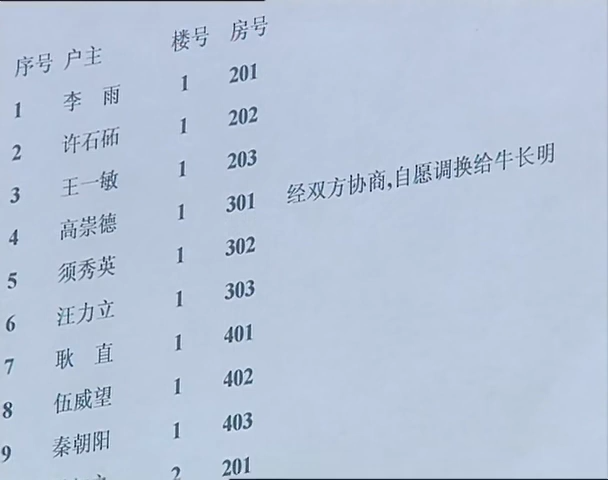 序号 户主 楼号 房号
1 李 雨 1 201
2 许石 1 202
3 王一敏 1 203
4 高崇德 1 301 经双方协商,自愿调换给牛长明
5 须秀英 1 302
6 汪力立 1 303
7 耿 直 1 401
8 伍威望 1 402
9 秦朝阳 1 403
2 201